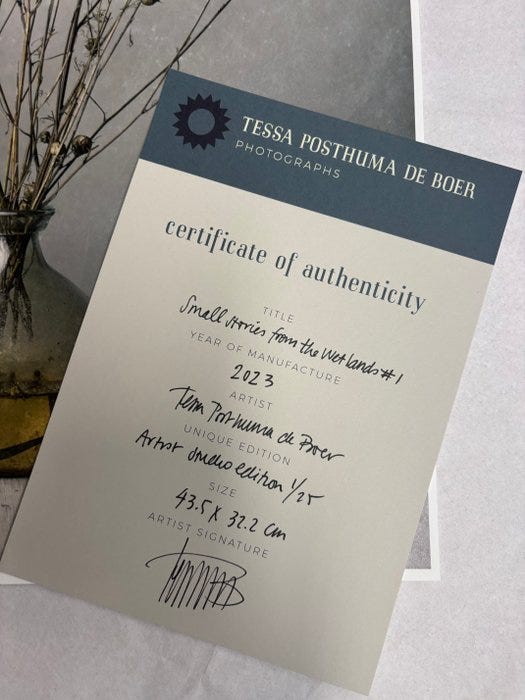 TESSA POSTHUMA DE BOER
PHOTOGRAPHS
certificate of authenticity
TITLE
Small stories from the Wetlands #1
YEAR OF MANUFACTURE
2023
ARTIST
Tessa Posthuma de Boer
UNIQUE EDITION
Artist studio edition 1/25
SIZE
43.5 X 32.2 cm
ARTIST SIGNATURE